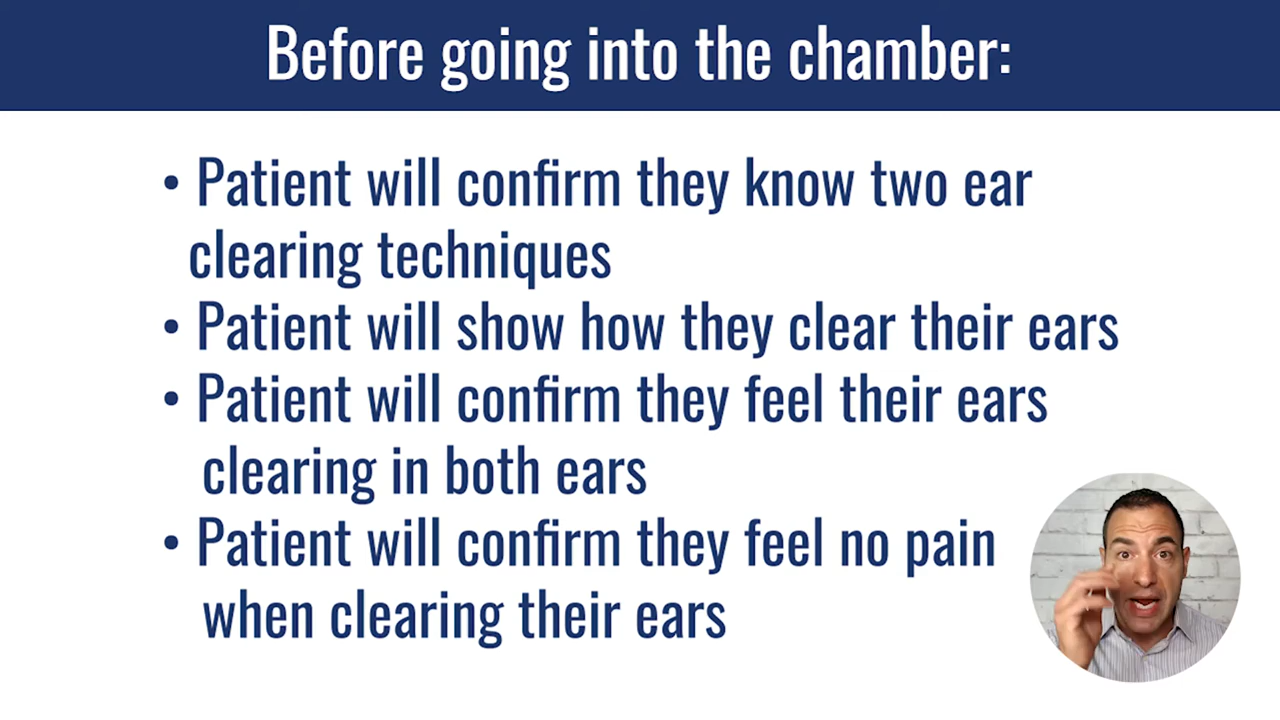 Before going into the chamber:
• Patient will confirm they know two ear
clearing techniques
• Patient will show how they clear their ears
• Patient will confirm they feel their ears
clearing in both ears
• Patient will confirm they feel no pain
when clearing their ears